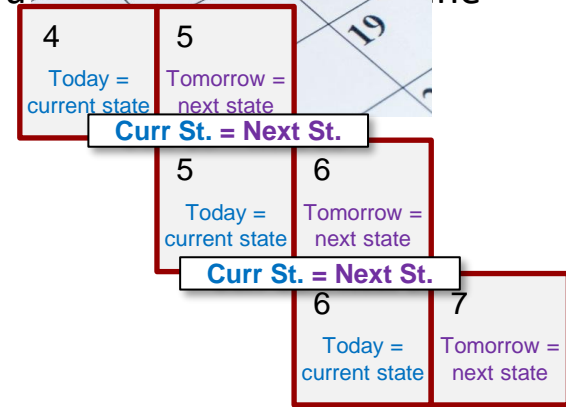 19
4 5
Today = Tomorrow =
current state next state
Curr St. = Next St.
5 6
Today = Tomorrow =
current state next state
Curr St. = Next St.
6 7
Today = Tomorrow =
current state next state